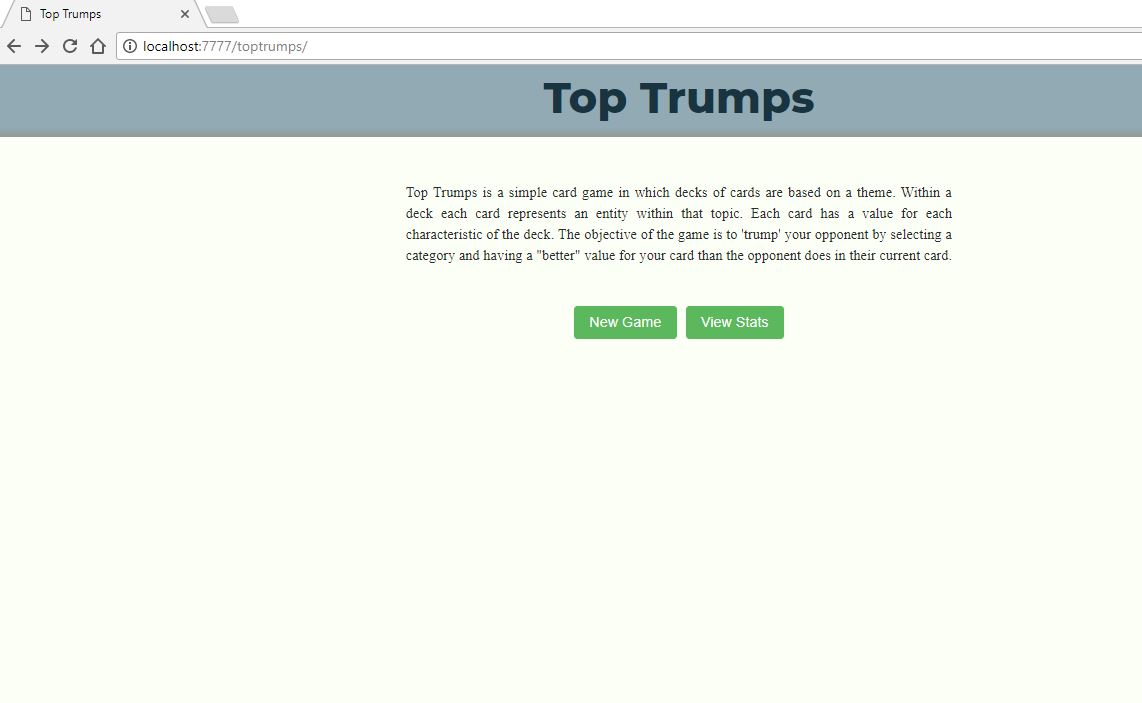 Top Trumps
localhost:7777/toptrumps/
Top Trumps
Top Trumps is a simple card game in which decks of cards are based on a theme. Within a
deck each card represents an entity within that topic. Each card has a value for each
characteristic of the deck. The objective of the game is to 'trump' your opponent by selecting a
category and having a "better" value for your card than the opponent does in their current card.
New Game View Stats